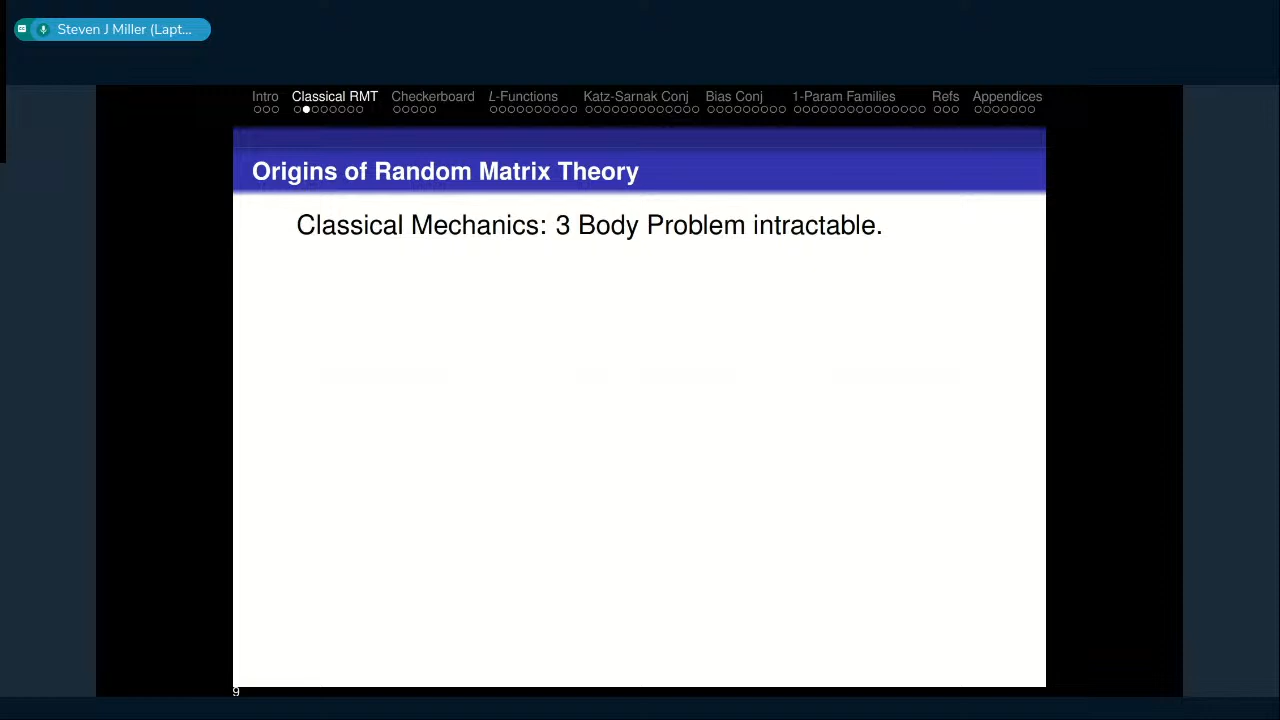 Steven J Miller (Lapt...
Intro Classical RMT Checkerboard L-Functions Katz-Sarnak Conj Bias Conj 1-Param Families Refs Appendices
Origins of Random Matrix Theory
Classical Mechanics: 3 Body Problem intractable.
9